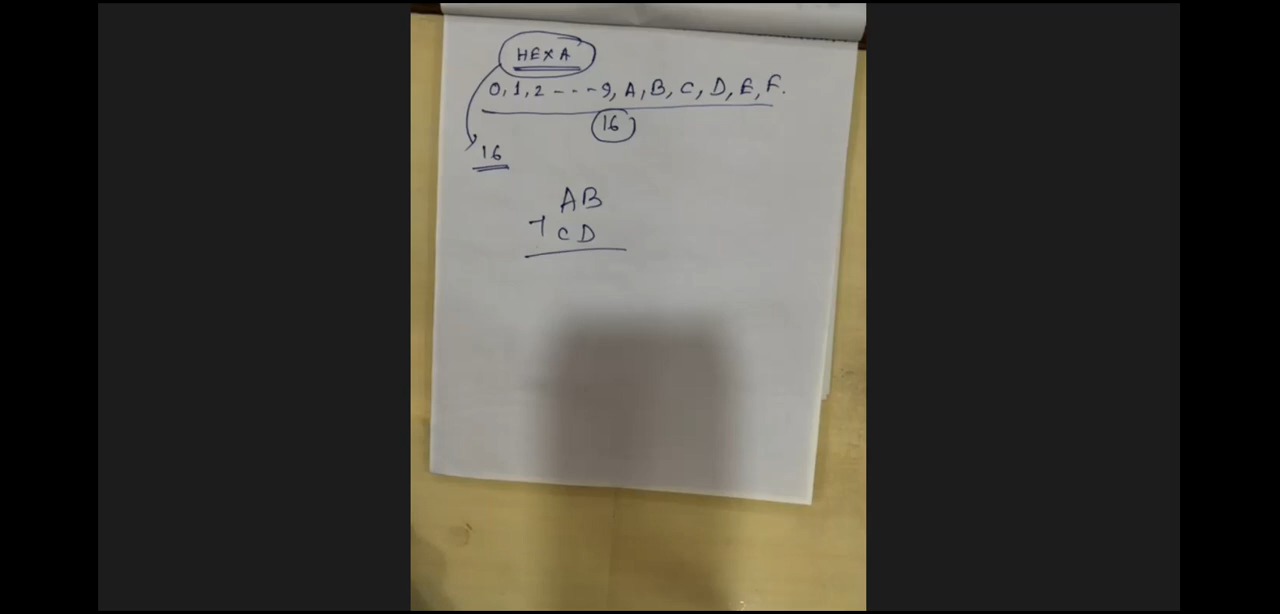 HEXA
0, 1, 2 - - - 9, A, B, C, D, E, F.
16
16
AB
+ CD